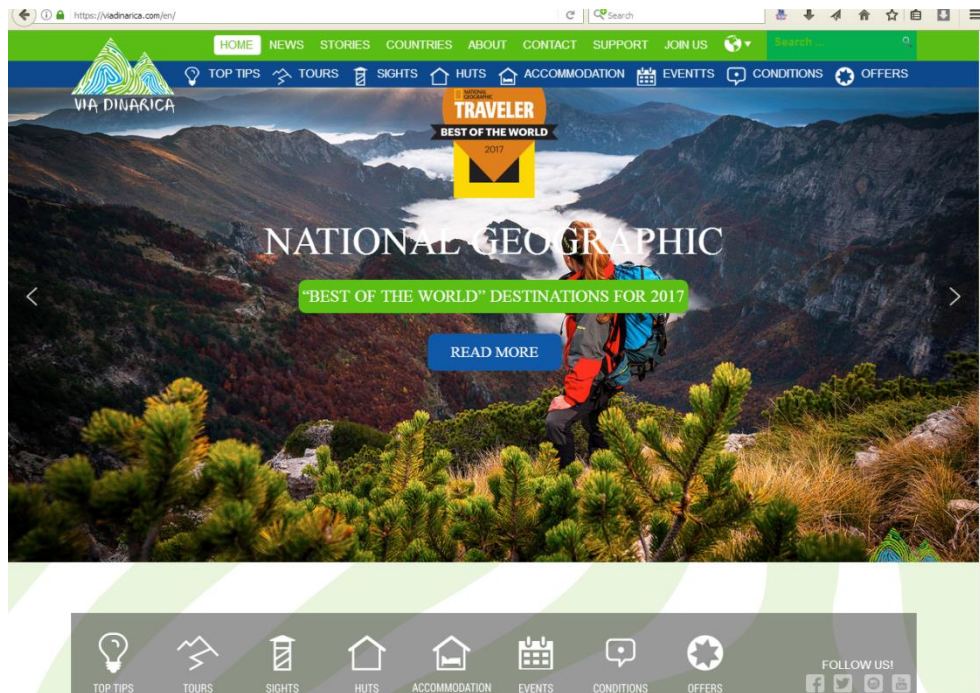 https://viadinarica.com/en/
Search
HOME NEWS STORIES COUNTRIES ABOUT CONTACT SUPPORT JOIN US Search ...
TOP TIPS TOURS SIGHTS HUTS ACCOMMODATION EVENTTS CONDITIONS OFFERS
VIA DINARICA
NATIONAL GEOGRAPHIC
TRAVELER
BEST OF THE WORLD
2017
NATIONAL GEOGRAPHIC
“BEST OF THE WORLD” DESTINATIONS FOR 2017
READ MORE
FOLLOW US!
TOP TIPS TOURS SIGHTS HUTS ACCOMMODATION EVENTS CONDITIONS OFFERS